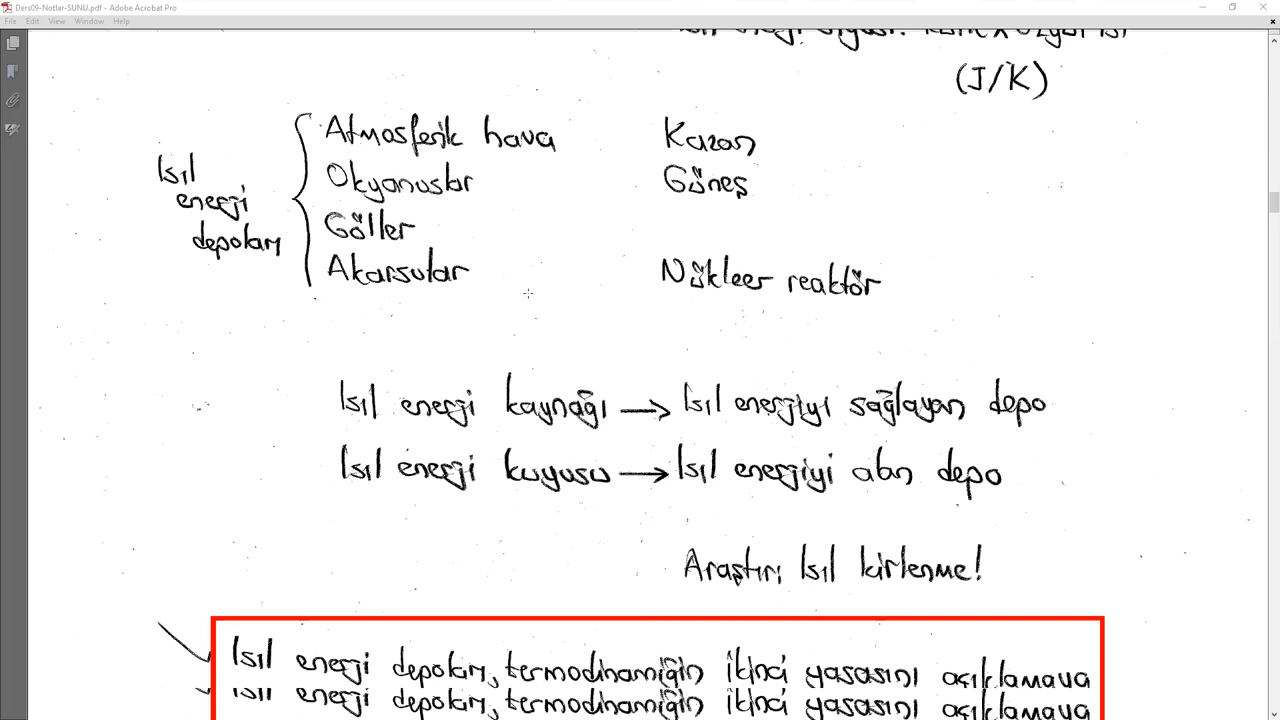 Ders09-Notlar-SUNU.pdf - Adobe Acrobat Pro
File Edit View Window Help
(J/K)
Isıl enerji depoları
Atmosferik hava Kazan
Okyanuslar Güneş
Göller
Akarsular Nükleer reaktör
Isıl enerji kaynağı → Isıl enerjiyi sağlayan depo
Isıl enerji kuyusu → Isıl enerjiyi alan depo
Araştır: Isıl kirlenme!
Isıl enerji depoları, termodinamiğin ikinci yasasını açıklamaya
ısıl enerji depoları, termodinamiğin ikinci yasasını açıklamaya